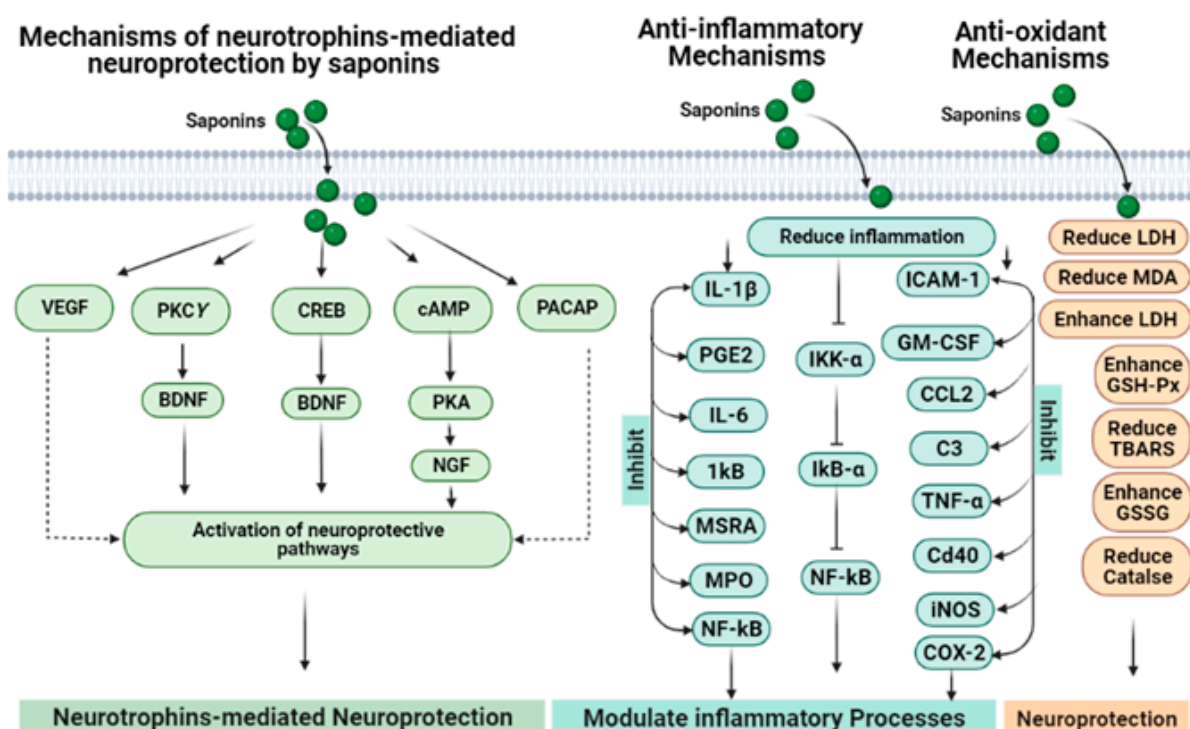 Mechanisms of neurotrophins-mediated
neuroprotection by saponins
Saponins
VEGF
PKCY
CREB
cAMP
PACAP
BDNF
BDNF
PKA
NGF
Activation of neuroprotective
pathways
Neurotrophins-mediated Neuroprotection
Anti-inflammatory
Mechanisms
Saponins
Reduce inflammation
Inhibit
IL-1β
PGE2
IL-6
1kB
MSRA
MPO
NF-kB
IKK-α
IkB-α
NF-kB
ICAM-1
GM-CSF
CCL2
C3
TNF-α
Cd40
iNOS
COX-2
Inhibit
Modulate inflammatory Processes
Anti-oxidant
Mechanisms
Saponins
Reduce LDH
Reduce MDA
Enhance LDH
Enhance
GSH-Px
Reduce
TBARS
Enhance
GSSG
Reduce
Catalse
Neuroprotection